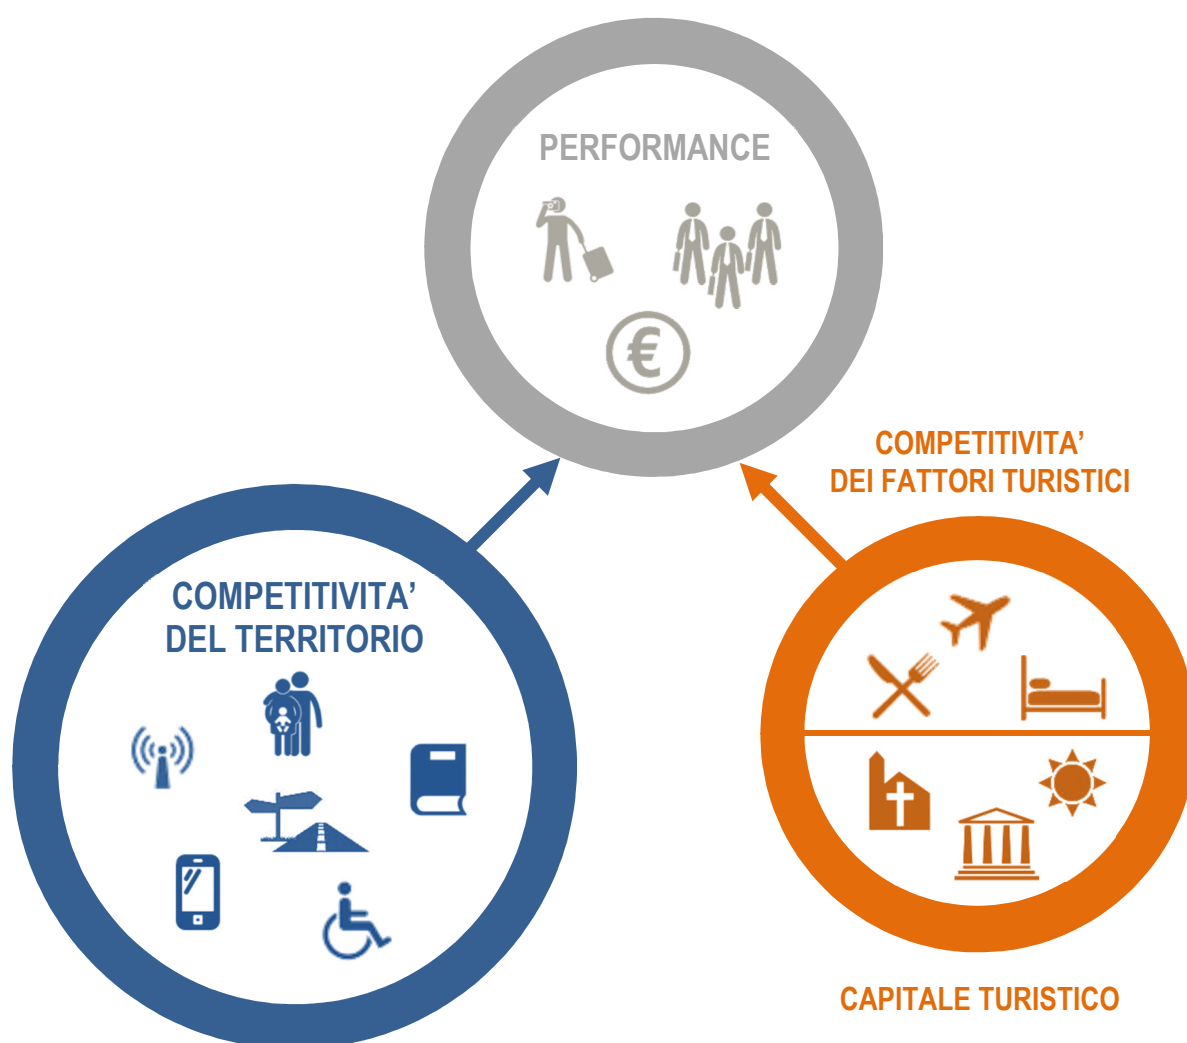 PERFORMANCE
€
COMPETITIVITA’
DEI FATTORI TURISTICI
COMPETITIVITA’
DEL TERRITORIO
CAPITALE TURISTICO